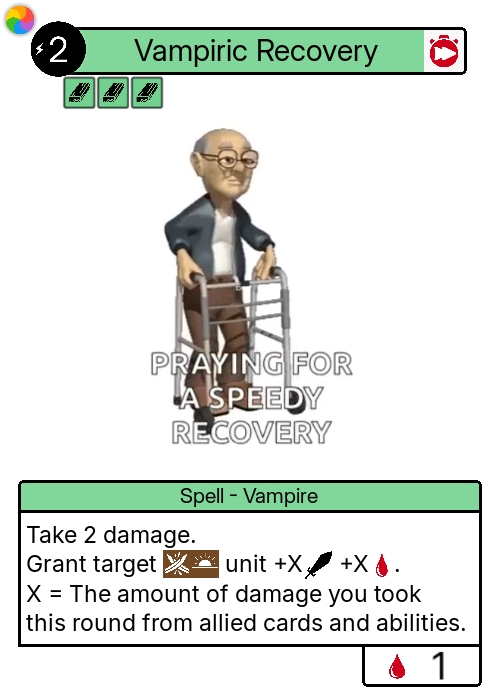 2
Vampiric Recovery
PRAYING FOR
A SPEEDY
RECOVERY
Spell - Vampire
Take 2 damage.
Grant target unit +X +X .
X = The amount of damage you took
this round from allied cards and abilities.
1